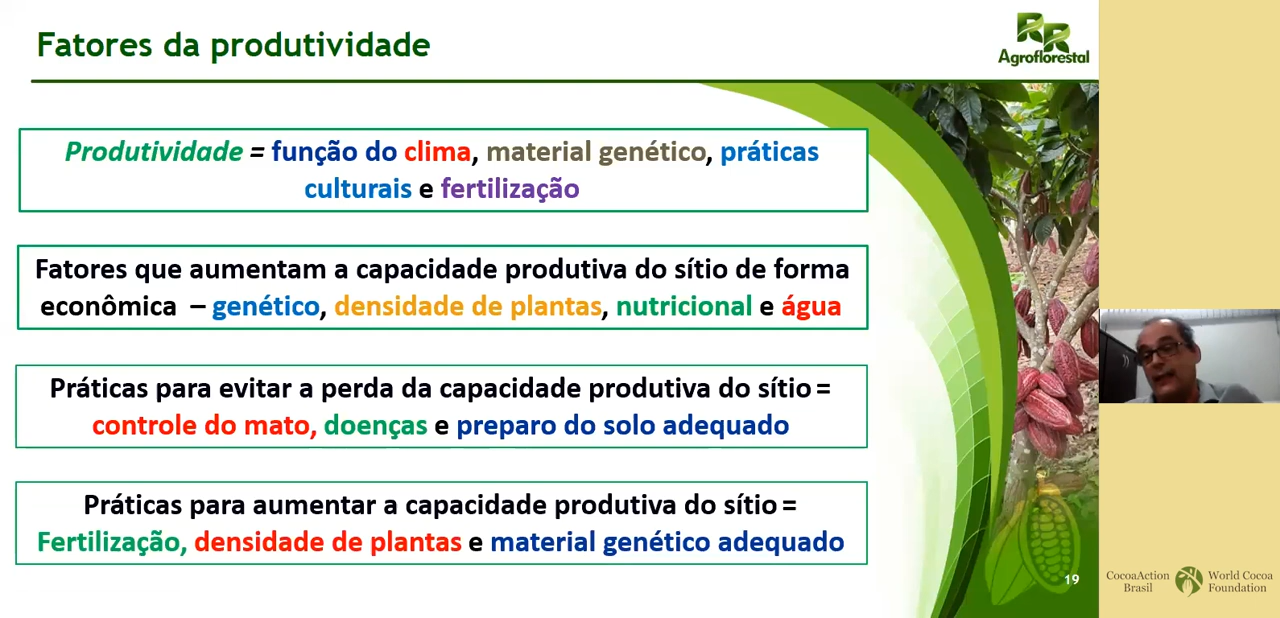 Fatores da produtividade
RR
Agroflorestal
Produtividade = função do clima, material genético, práticas
culturais e fertilização
Fatores que aumentam a capacidade produtiva do sítio de forma
econômica – genético, densidade de plantas, nutricional e água
Práticas para evitar a perda da capacidade produtiva do sítio =
controle do mato, doenças e preparo do solo adequado
Práticas para aumentar a capacidade produtiva do sítio =
Fertilização, densidade de plantas e material genético adequado
19
CocoaAction
Brasil
World Cocoa
Foundation